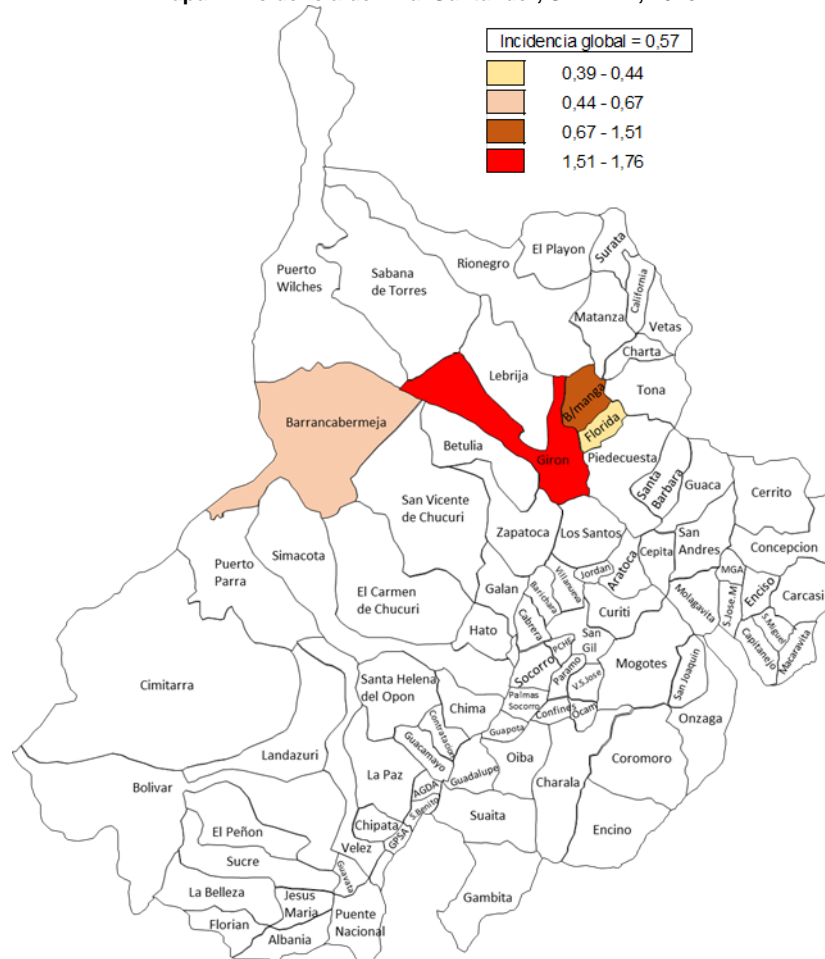 Incidencia global = 0,57
0,39 - 0,44
0,44 - 0,67
0,67 - 1,51
1,51 - 1,76
El Playon
Surata
Rionegro
Puerto
Wilches
Sabana
de Torres
California
Matanza
Vetas
Charta
Lebrija
Tona
B/manga
Barrancabermeja
Florida
Betulia
Giron
Piedecuesta
Santa
Barbara
Guaca
Cerrito
San Vicente
de Chucuri
Zapatoca
Los Santos
San
Andres
Cepita
Concepcion
Simacota
Puerto
Parra
Jordan
Aratoca
MGA
Enciso
Carcasi
El Carmen
de Chucuri
Galan
Villanueva
Barichara
Curiti
Molagavita
S.Jose.M
S.Miguel
Capitanejo
Macaravita
Hato
Cabrera
San
Gil
PCHE
Socorro
Paramo
V.S.Jose
Mogotes
San Joaquin
Cimitarra
Santa Helena
del Opon
Chima
Palmas
Socorro
Confines
Ocam
Onzaga
Contratacion
Guapota
Guacamayo
Landazuri
Oiba
Coromoro
Bolivar
La Paz
Guadalupe
Charala
AGDA
S.Benito
Suaita
Chipata
GPSA
El Peñon
Encino
Velez
Sucre
Guavata
La Belleza
Jesus
Maria
Gambita
Puente
Nacional
Florian
Albania